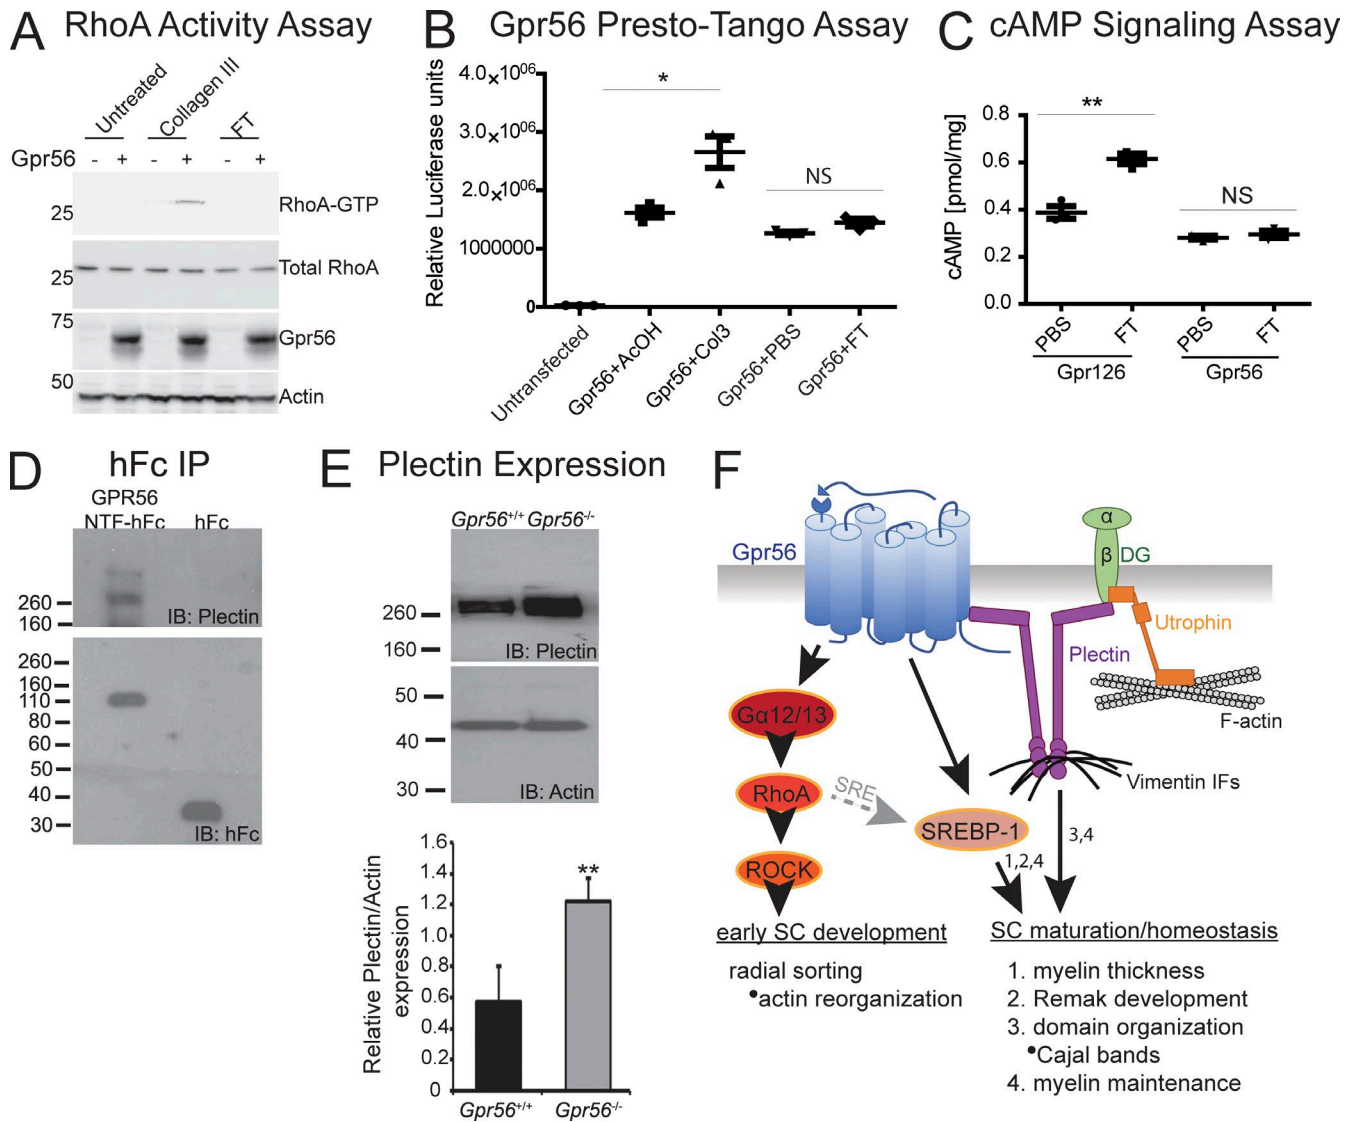 A RhoA Activity Assay
Untreated
Collagen III
FT
Gpr56 - + - + - +
RhoA-GTP
25
Total RhoA
25
75
Gpr56
50
Actin
B Gpr56 Presto-Tango Assay
Relative Luciferase units
4.0×10⁰⁶
3.0×10⁰⁶
2.0×10⁰⁶
1000000
0
*
NS
Untransfected
Gpr56+AcOH
Gpr56+Col3
Gpr56+PBS
Gpr56+FT
C cAMP Signaling Assay
cAMP [pmol/mg]
0.8
0.6
0.4
0.2
0.0
**
NS
PBS
FT
PBS
FT
Gpr126
Gpr56
D hFc IP
GPR56
NTF-hFc hFc
260
160
IB: Plectin
260
160
110
80
60
50
40
30
IB: hFc
E Plectin Expression
Gpr56+/+ Gpr56-/-
260
160
IB: Plectin
50
40
30
IB: Actin
Relative Plectin/Actin
expression
1.6
1.4
1.2
1.0
0.8
0.6
0.4
0.2
0
**
Gpr56+/+ Gpr56-/-
F
Gpr56
α
β DG
Utrophin
Plectin
F-actin
Vimentin IFs
Gα12/13
RhoA
SRE
SREBP-1
ROCK
1,2,4
3,4
early SC development
radial sorting
•actin reorganization
SC maturation/homeostasis
1. myelin thickness
2. Remak development
3. domain organization
•Cajal bands
4. myelin maintenance